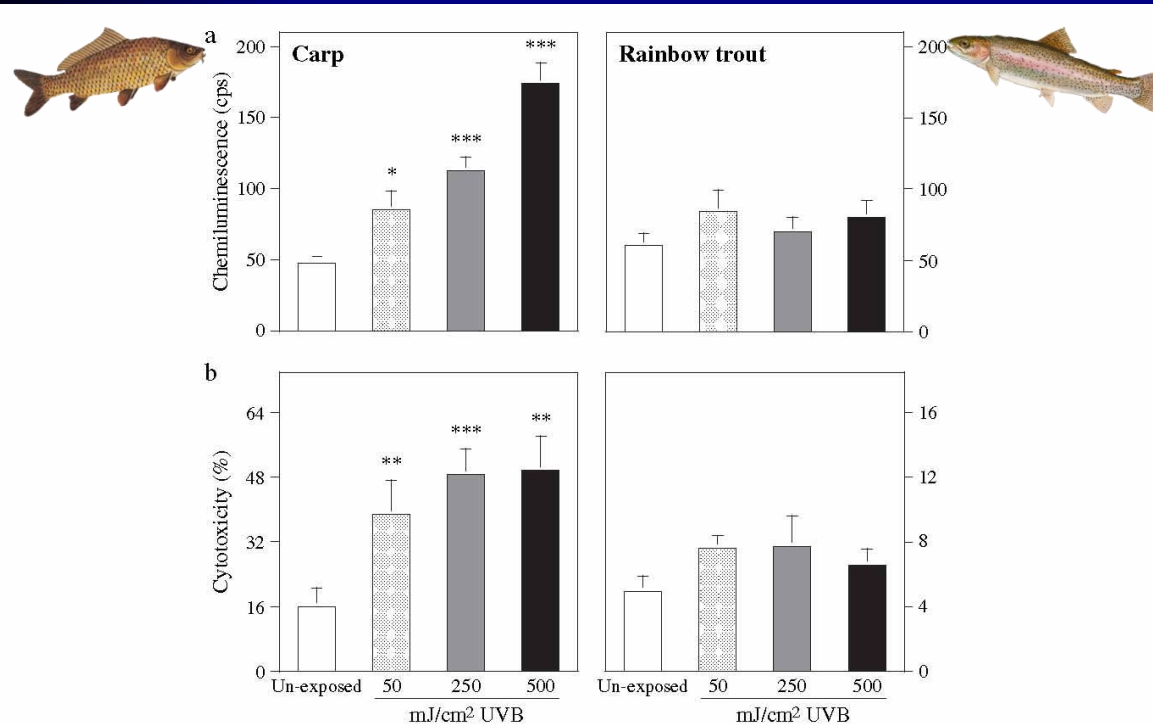 a
Carp
Rainbow trout
Chemiluminescence (cps)
200
150
100
50
0
*
***
***
200
150
100
50
0
b
Cytotoxicity (%)
64
48
32
16
0
**
***
**
16
12
8
4
0
Un-exposed 50 250 500
mJ/cm² UVB
Un-exposed 50 250 500
mJ/cm² UVB